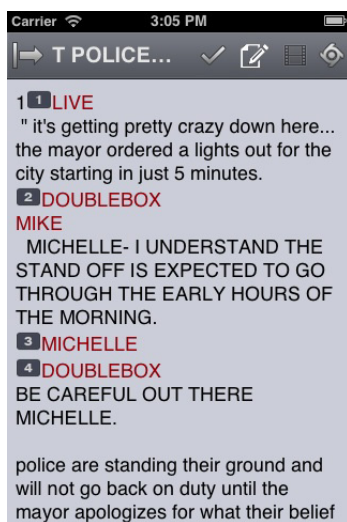 Carrier 3:05 PM
T POLICE...
1 1 LIVE
" it's getting pretty crazy down here...
the mayor ordered a lights out for the
city starting in just 5 minutes.
2 DOUBLEBOX
MIKE
MICHELLE- I UNDERSTAND THE
STAND OFF IS EXPECTED TO GO
THROUGH THE EARLY HOURS OF
THE MORNING.
3 MICHELLE
4 DOUBLEBOX
BE CAREFUL OUT THERE
MICHELLE.
police are standing their ground and
will not go back on duty until the
mayor apologizes for what their belief